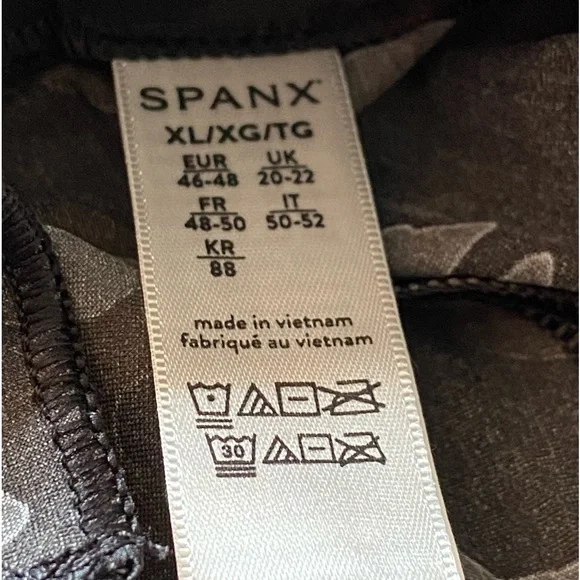 SPANX™
XL/XG/TG
EUR UK
46-48 20-22
FR IT
48-50 50-52
KR
88
made in vietnam
fabriqué au vietnam
30